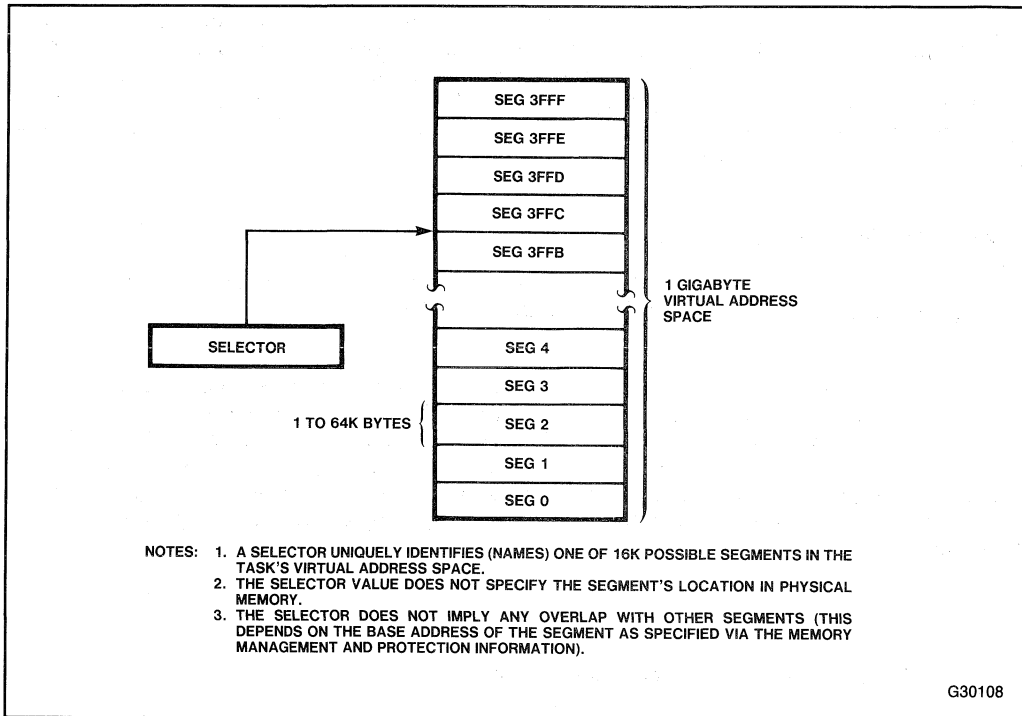 SEG 3FFF
SEG 3FFE
SEG 3FFD
SEG 3FFC
SEG 3FFB
1 GIGABYTE
VIRTUAL ADDRESS
SPACE
SELECTOR
SEG 4
SEG 3
1 TO 64K BYTES
SEG 2
SEG 1
SEG 0
NOTES: 1. A SELECTOR UNIQUELY IDENTIFIES (NAMES) ONE OF 16K POSSIBLE SEGMENTS IN THE
TASK'S VIRTUAL ADDRESS SPACE.
2. THE SELECTOR VALUE DOES NOT SPECIFY THE SEGMENT'S LOCATION IN PHYSICAL
MEMORY.
3. THE SELECTOR DOES NOT IMPLY ANY OVERLAP WITH OTHER SEGMENTS (THIS
DEPENDS ON THE BASE ADDRESS OF THE SEGMENT AS SPECIFIED VIA THE MEMORY
MANAGEMENT AND PROTECTION INFORMATION).
G30108